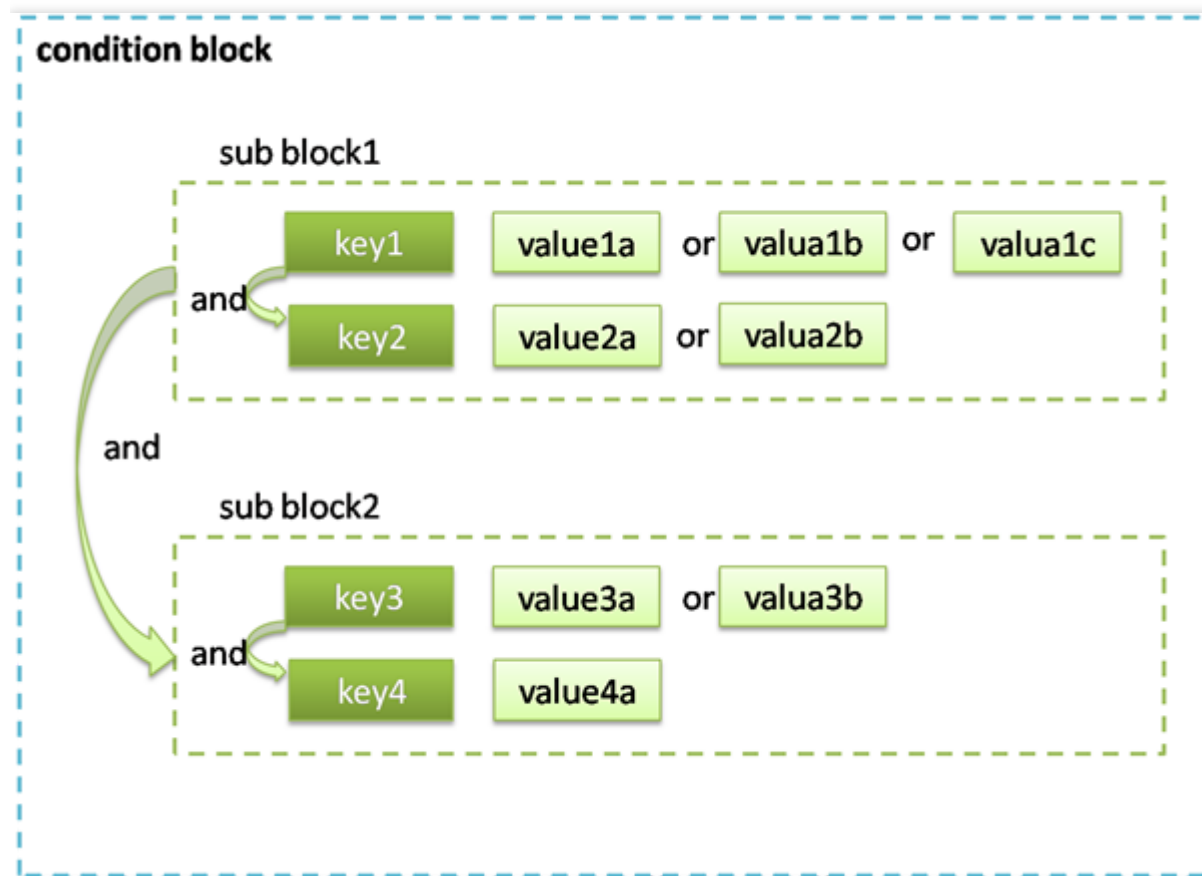 condition block
sub block1
key1 value1a or valua1b or valua1c
and
key2 value2a or valua2b
and
sub block2
key3 value3a or valua3b
and
key4 value4a